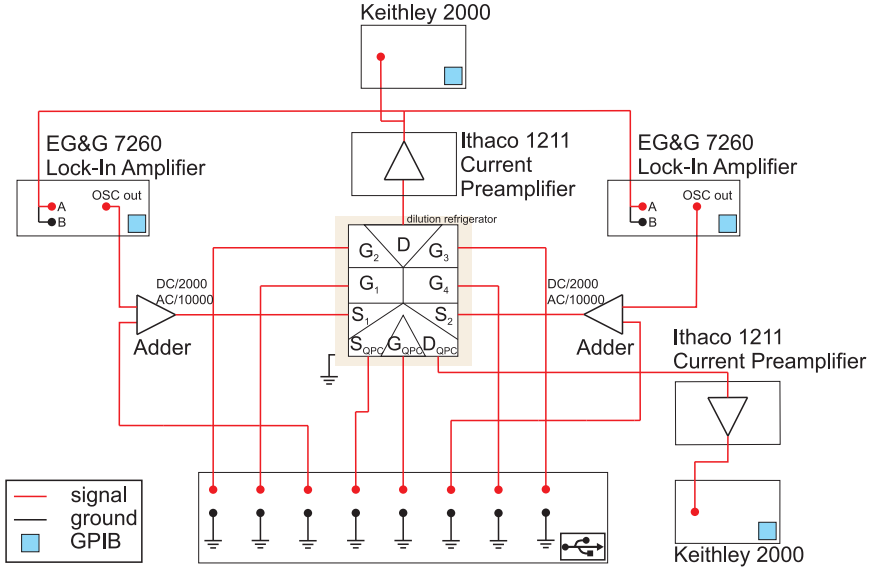 Keithley 2000
EG&G 7260
Lock-In Amplifier
OSC out
A
B
Ithaco 1211
Current
Preamplifier
EG&G 7260
Lock-In Amplifier
OSC out
A
B
dilution refrigerator
D
G2
G3
G1
G4
S1
S2
SQPC
GQPC
DQPC
DC/2000
AC/10000
Adder
DC/2000
AC/10000
Adder
Ithaco 1211
Current Preamplifier
Keithley 2000
signal
ground
GPIB